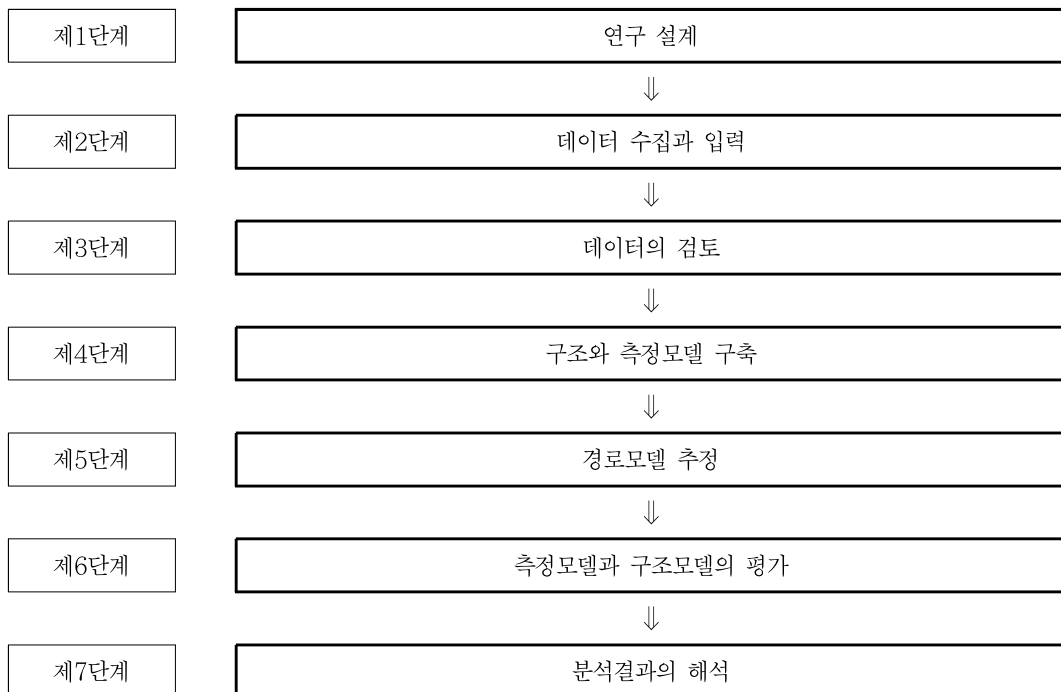 제1단계 연구 설계
⇓
제2단계 데이터 수집과 입력
⇓
제3단계 데이터의 검토
⇓
제4단계 구조와 측정모델 구축
⇓
제5단계 경로모델 추정
⇓
제6단계 측정모델과 구조모델의 평가
⇓
제7단계 분석결과의 해석